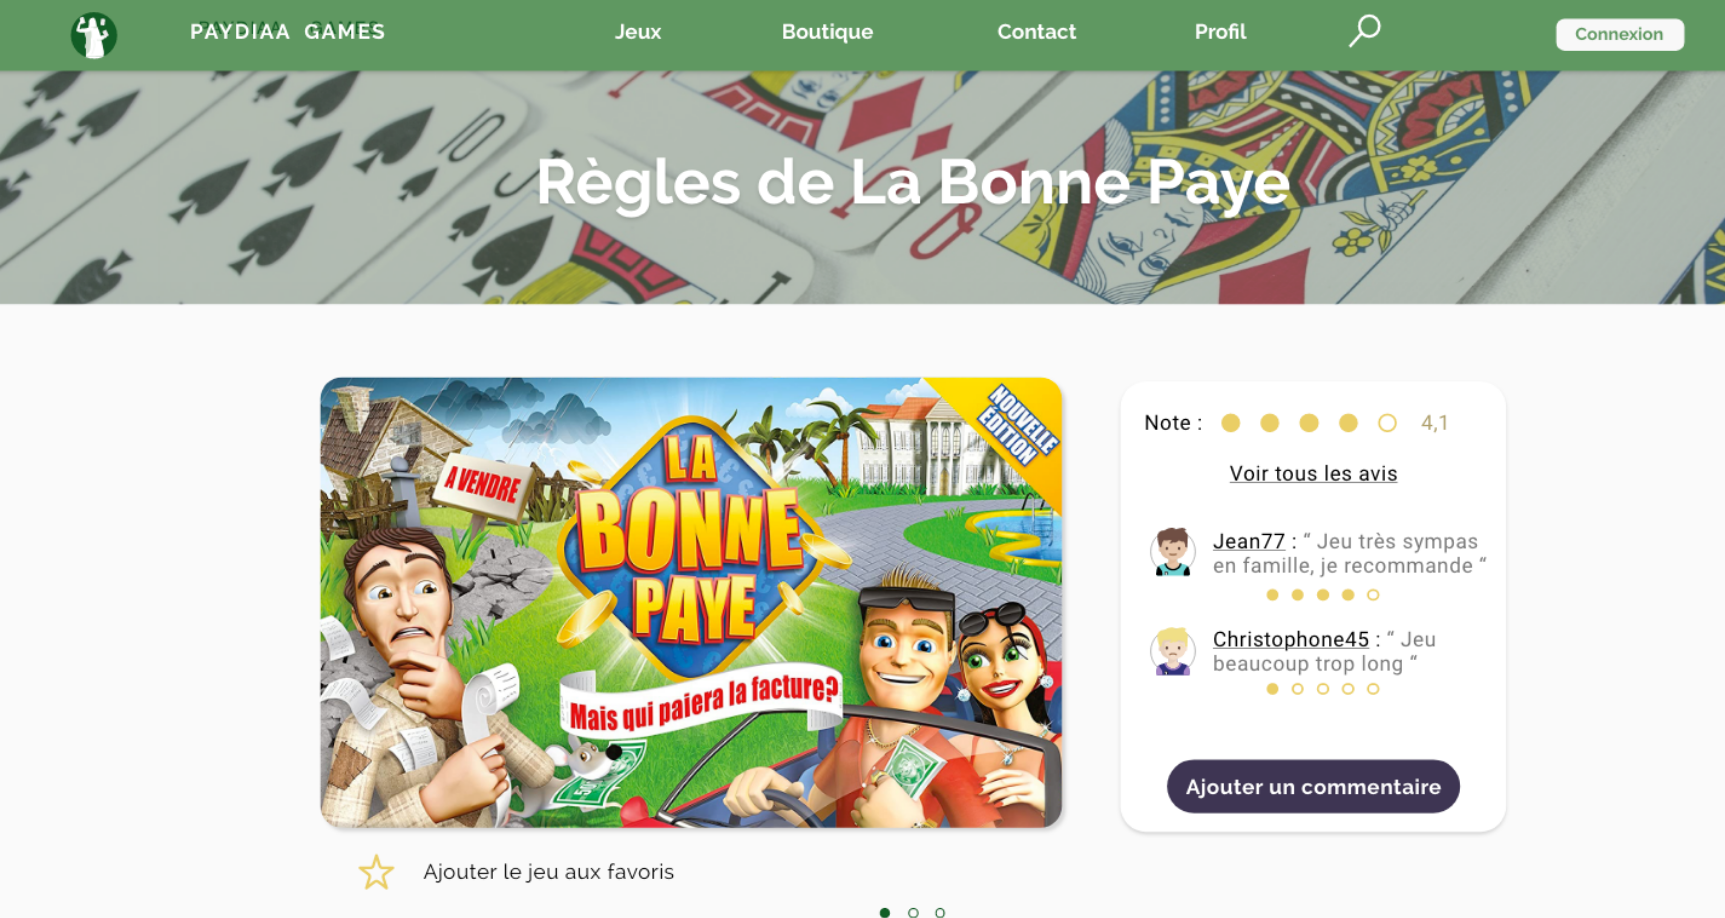 PAYDIAA GAMES
Jeux
Boutique
Contact
Profil
Connexion
Règles de La Bonne Paye
NOUVELLE
ÉDITION
A VENDRE
LA
BONNE
PAYE
Mais qui paiera la facture?
Note :
4,1
Voir tous les avis
Jean77 : “ Jeu très sympas
en famille, je recommande “
Christophone45 : “ Jeu
beaucoup trop long “
Ajouter un commentaire
Ajouter le jeu aux favoris